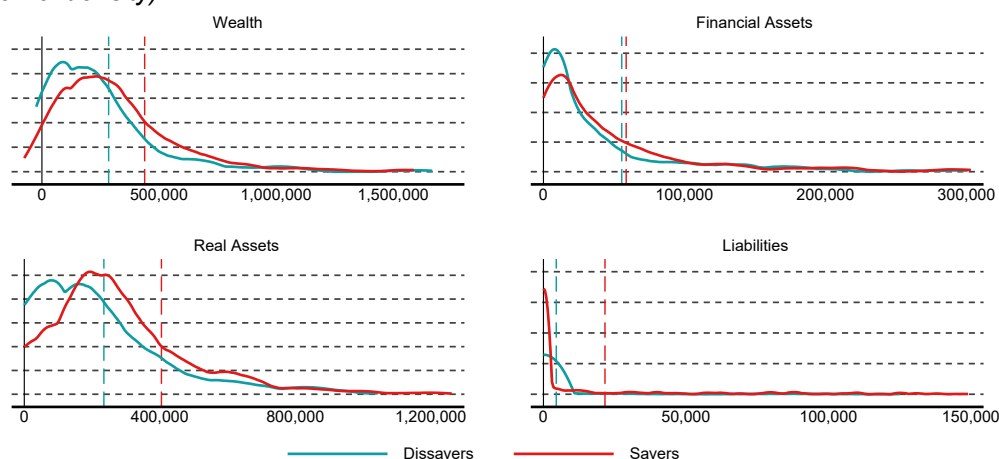 Wealth
Financial Assets
0 500,000 1,000,000 1,500,000
0 100,000 200,000 300,000
Real Assets
Liabilities
0 400,000 800,000 1,200,000
0 50,000 100,000 150,000
Dissavers Savers